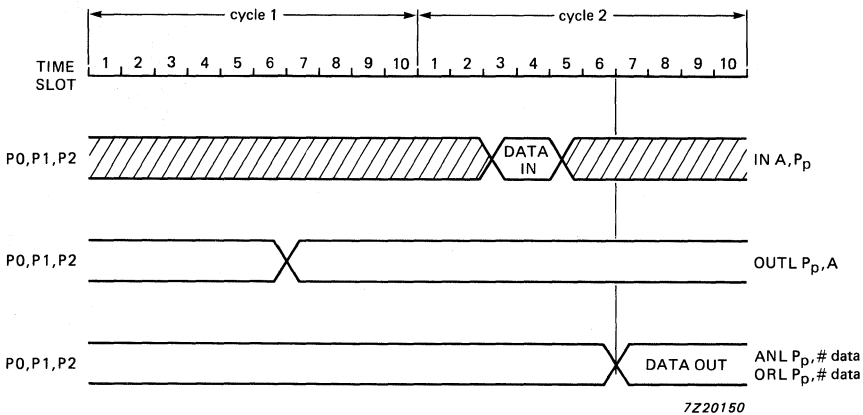 cycle 1 cycle 2
TIME SLOT 1 2 3 4 5 6 7 8 9 10 1 2 3 4 5 6 7 8 9 10
P0,P1,P2 DATA IN IN A,Pp
P0,P1,P2 OUTL Pp,A
P0,P1,P2 DATA OUT ANL Pp,# data
ORL Pp,# data
7Z20150